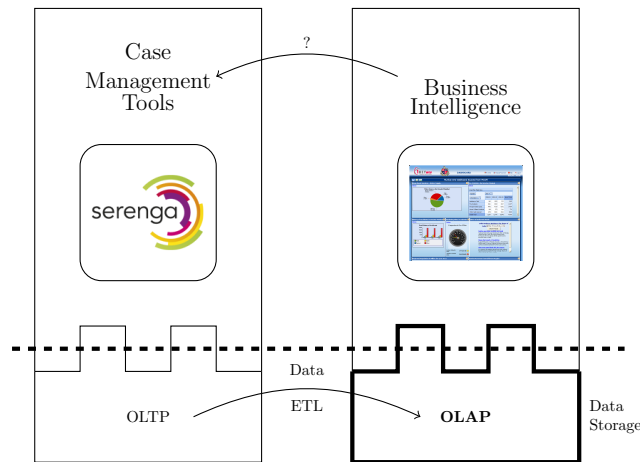 ?
Case
Management
Tools
Business
Intelligence
serenga
Data
OLTP
ETL
OLAP
Data
Storage